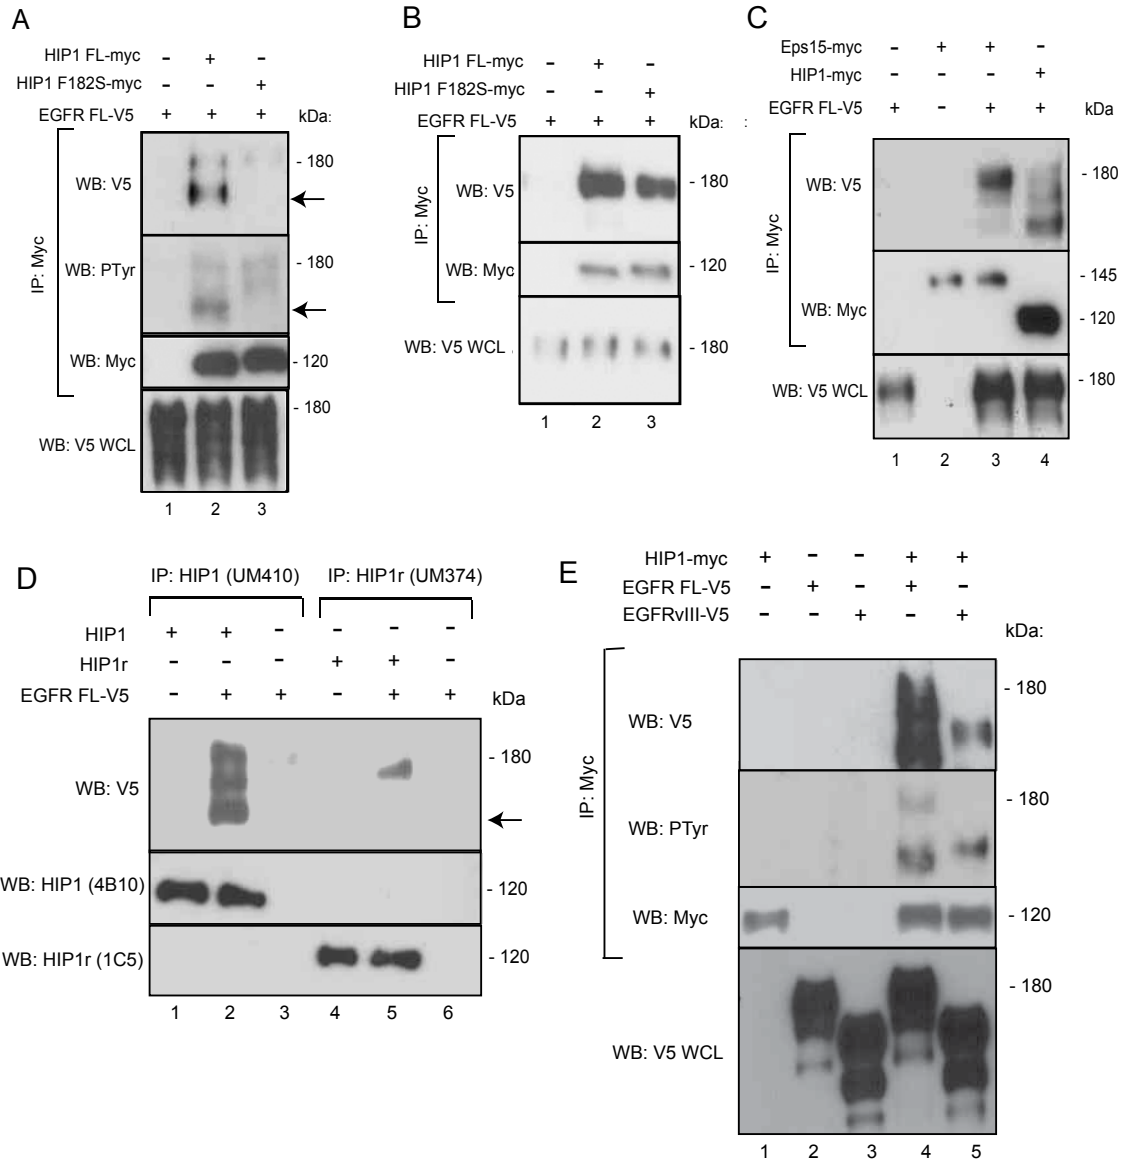 A
HIP1 FL-myc - + -
HIP1 F182S-myc - - +
EGFR FL-V5 + + + kDa:
IP: Myc
WB: V5 - 180
WB: PTyr - 180
WB: Myc - 120
WB: V5 WCL - 180
1 2 3
B
HIP1 FL-myc - + -
HIP1 F182S-myc - - +
EGFR FL-V5 + + + kDa: :
IP: Myc
WB: V5 - 180
WB: Myc - 120
WB: V5 WCL - 180
1 2 3
C
Eps15-myc - + + -
HIP1-myc - - - +
EGFR FL-V5 + - + + kDa
IP: Myc
WB: V5 - 180
WB: Myc - 145
- 120
WB: V5 WCL - 180
1 2 3 4
D
IP: HIP1 (UM410) IP: HIP1r (UM374)
HIP1 + + - - - -
HIP1r - - - + + -
EGFR FL-V5 - + + - + + kDa
WB: V5 - 180
WB: HIP1 (4B10) - 120
WB: HIP1r (1C5) - 120
1 2 3 4 5 6
E
HIP1-myc + - - + +
EGFR FL-V5 - + - + -
EGFRvIII-V5 - - + - +
kDa:
IP: Myc
WB: V5 - 180
WB: PTyr - 180
WB: Myc - 120
WB: V5 WCL - 180
1 2 3 4 5